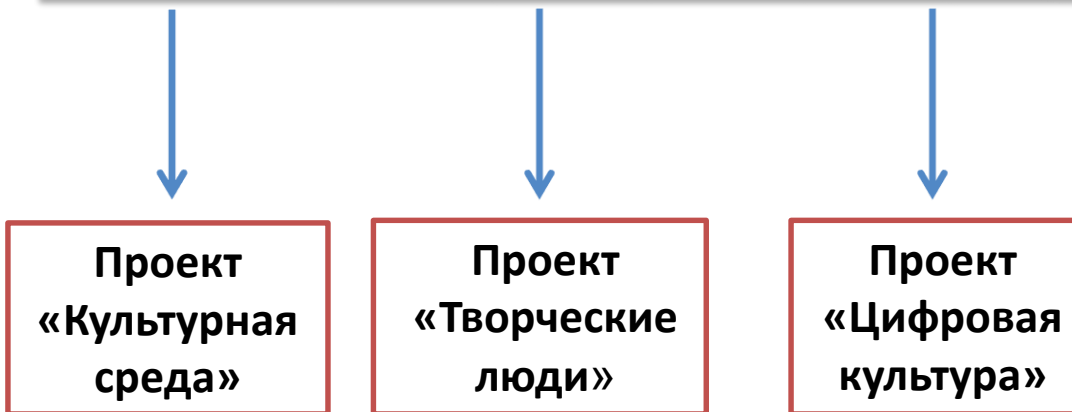 Проект
«Культурная
среда»
Проект
«Творческие
люди»
Проект
«Цифровая
культура»